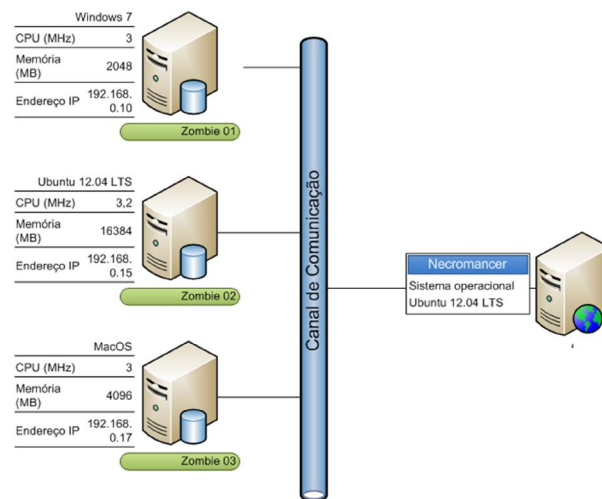 Windows 7
CPU (MHz) 3
Memória (MB) 2048
Endereço IP 192.168.0.10
Zombie 01
Ubuntu 12.04 LTS
CPU (MHz) 3,2
Memória (MB) 16384
Endereço IP 192.168.0.15
Zombie 02
MacOS
CPU (MHz) 3
Memória (MB) 4096
Endereço IP 192.168.0.17
Zombie 03
Canal de Comunicação
Necromancer
Sistema operacional
Ubuntu 12.04 LTS